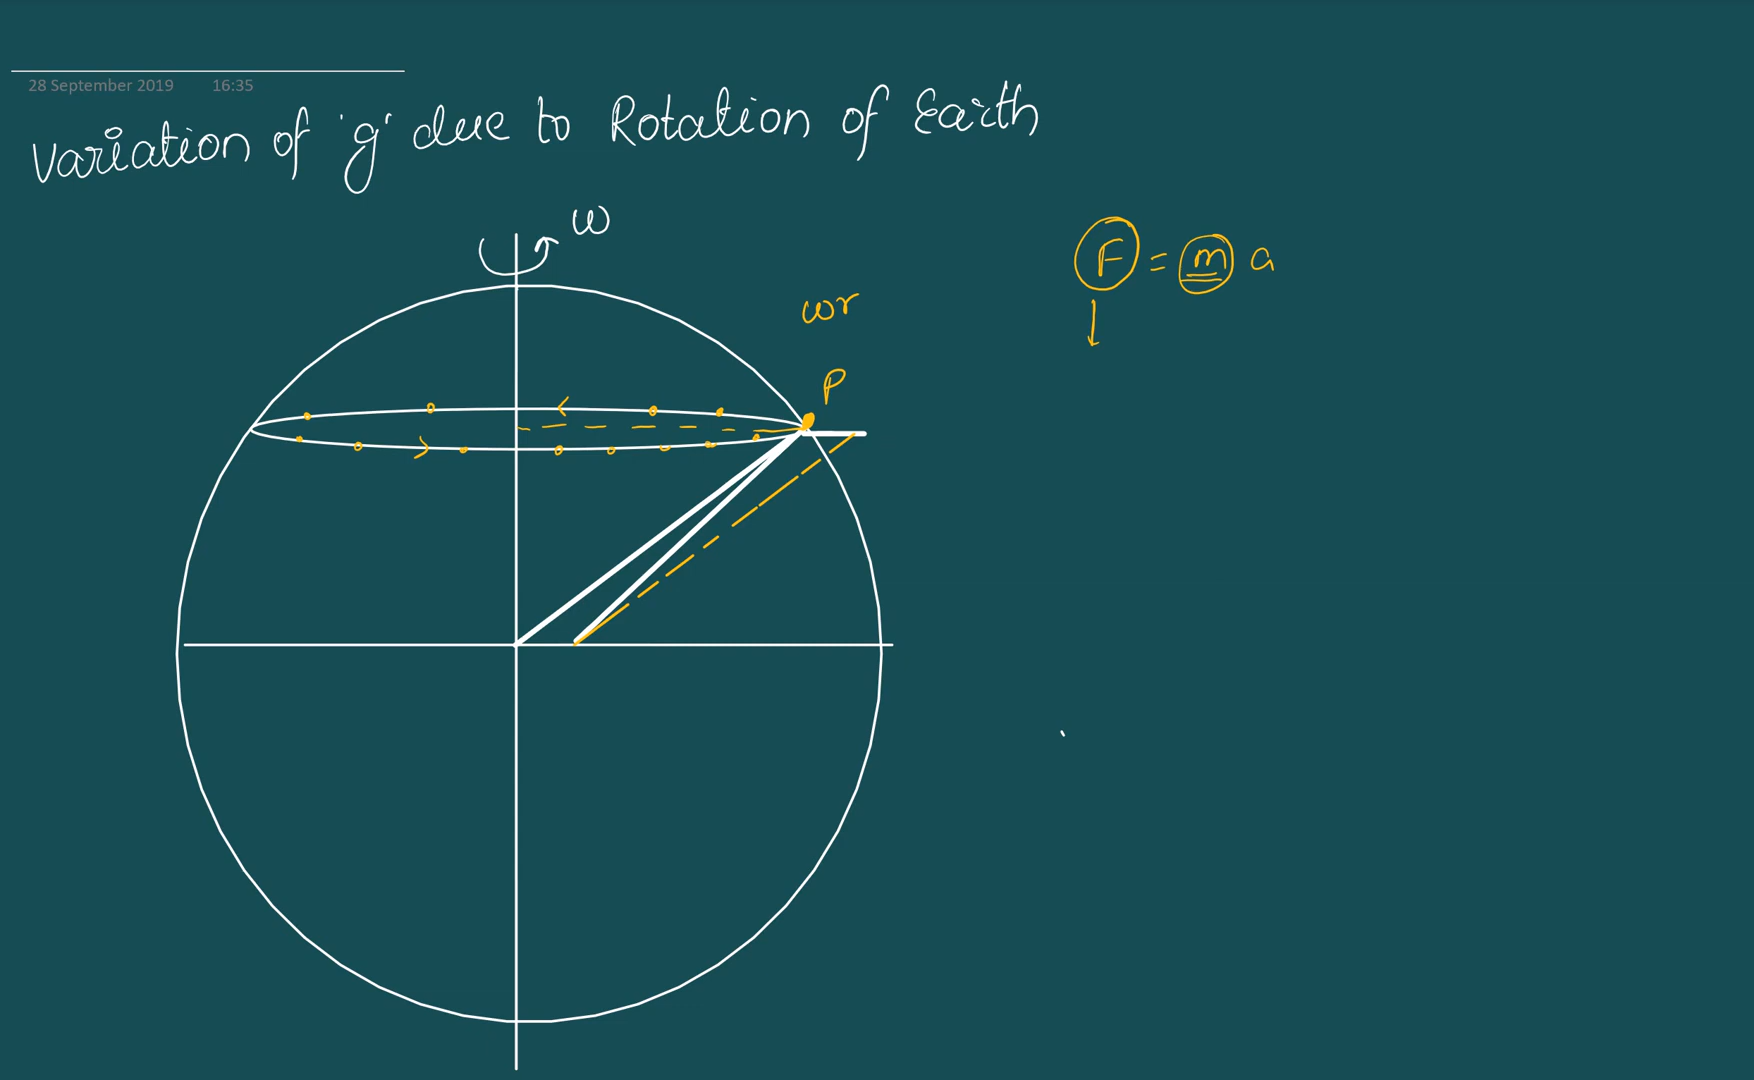 28 September 2019 16:35
Variation of 'g' due to Rotation of Earth
ω
F = m a
ωr
P